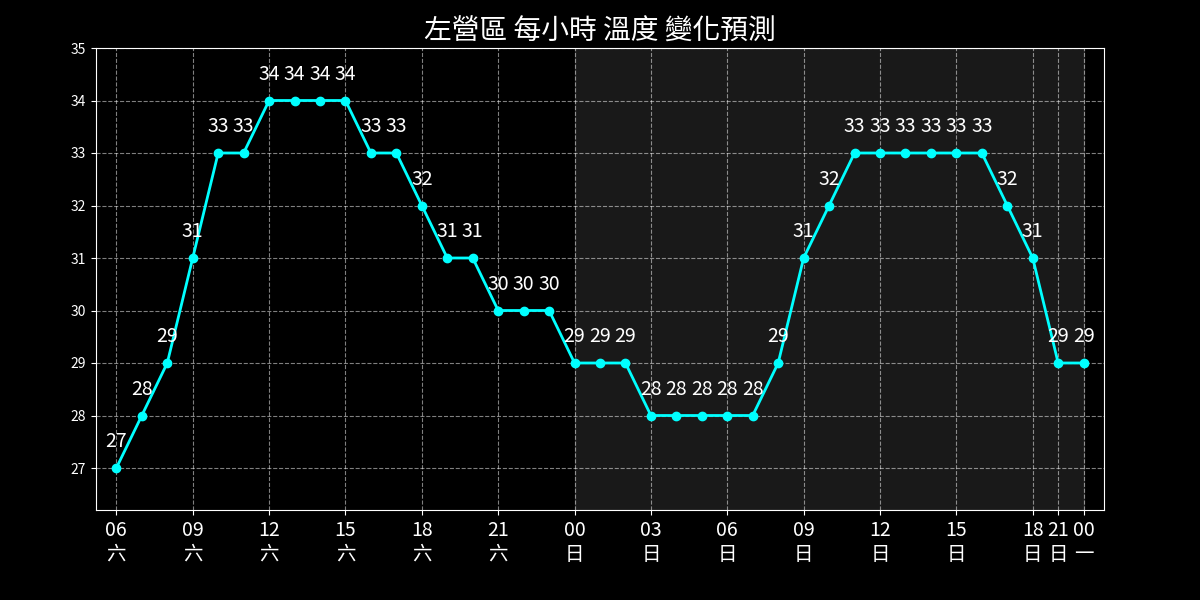 左營區 每小時 溫度 變化預測
35
34
33
32
31
30
29
28
27
34 34 34 34
33 33 33 33 33 33 33 33 33 33
32 32 32
31 31 31 31 31
30 30 30
29 29 29 29 29 29 29
28 28 28 28 28 28
27
06 09 12 15 18 21 00 03 06 09 12 15 18 21 00
六 六 六 六 六 六 日 日 日 日 日 日 日 日 一